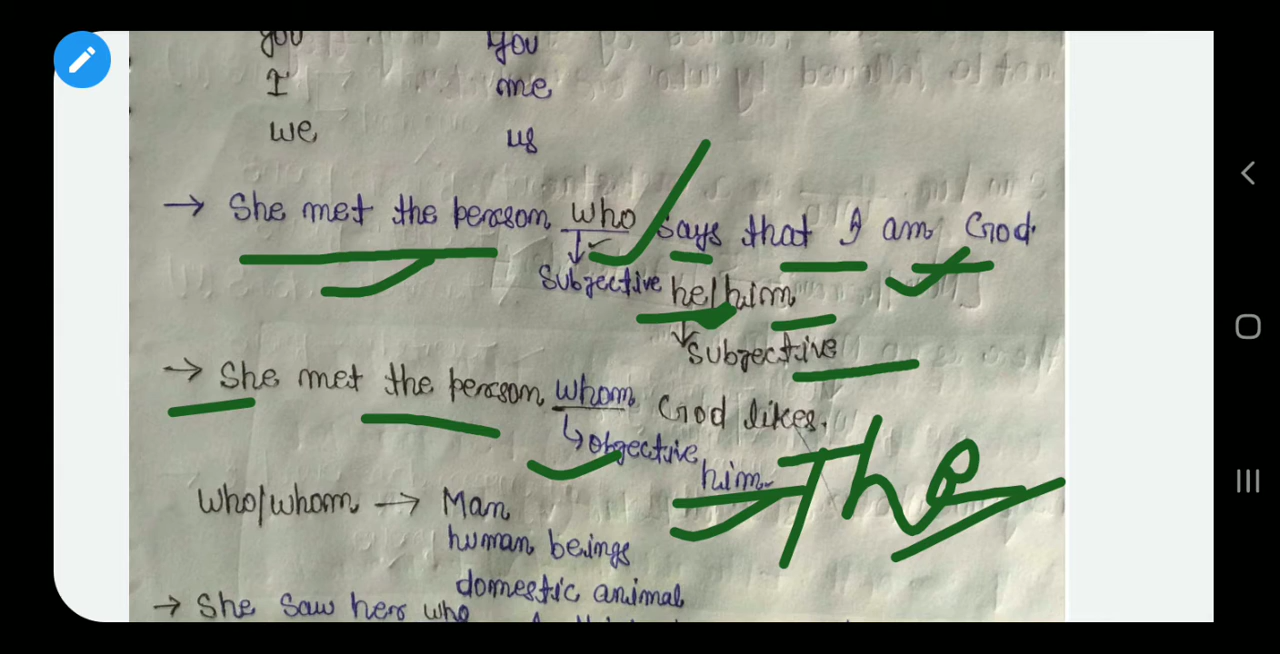 you you
I me
we us
→ She met the person who says that I am God.
Subjective he/him
Subjective
→ She met the person whom God likes.
objective
him
The
who/whom → Man
human beings
domestic animal
→ She saw her who